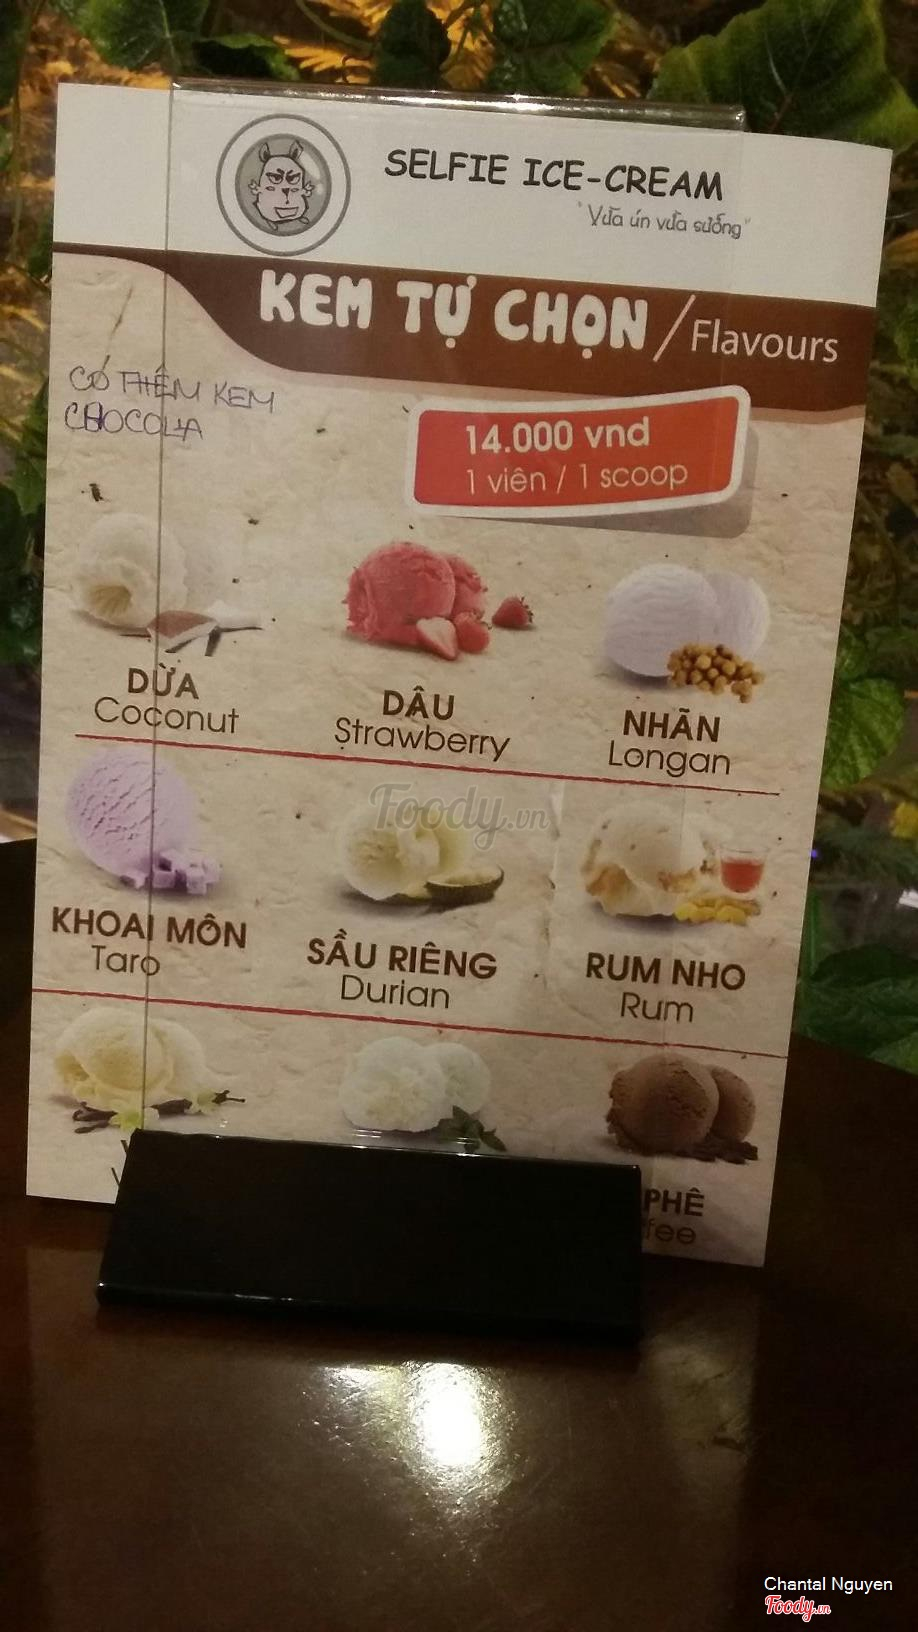 SELFIE ICE-CREAM
"Vừa ún vừa sướng"
KEM TỰ CHỌN / Flavours
CÓ THÊM KEM
CHOCOLA
14.000 vnd
1 viên / 1 scoop
DỪA
Coconut
DÂU
Strawberry
NHÃN
Longan
Foody.vn
KHOAI MÔN
Taro
SẦU RIÊNG
Durian
RUM NHO
Rum
PHÊ
fee
Chantal Nguyen
Foody.vn